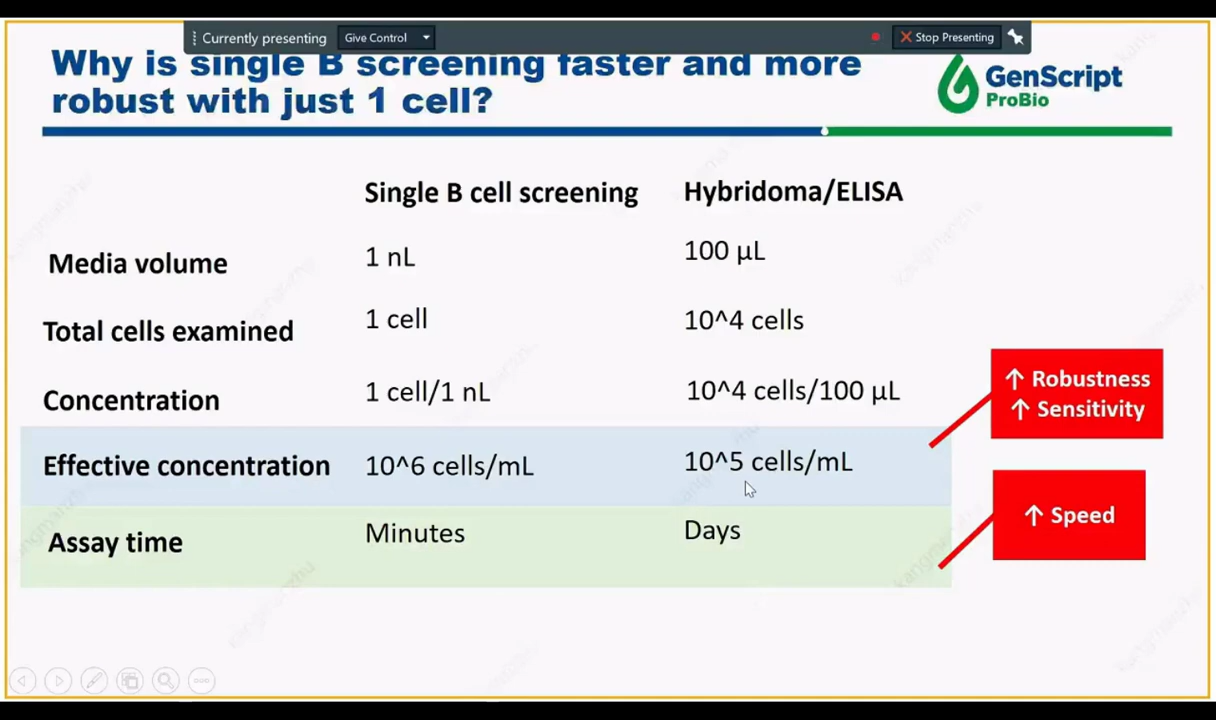 Currently presenting
Give Control
Stop Presenting
Why is single B screening faster and more
robust with just 1 cell?
GenScript
ProBio
Single B cell screening Hybridoma/ELISA
Media volume 1 nL 100 µL
Total cells examined 1 cell 10^4 cells
Concentration 1 cell/1 nL 10^4 cells/100 µL
↑ Robustness
↑ Sensitivity
Effective concentration 10^6 cells/mL 10^5 cells/mL
Assay time Minutes Days
↑ Speed